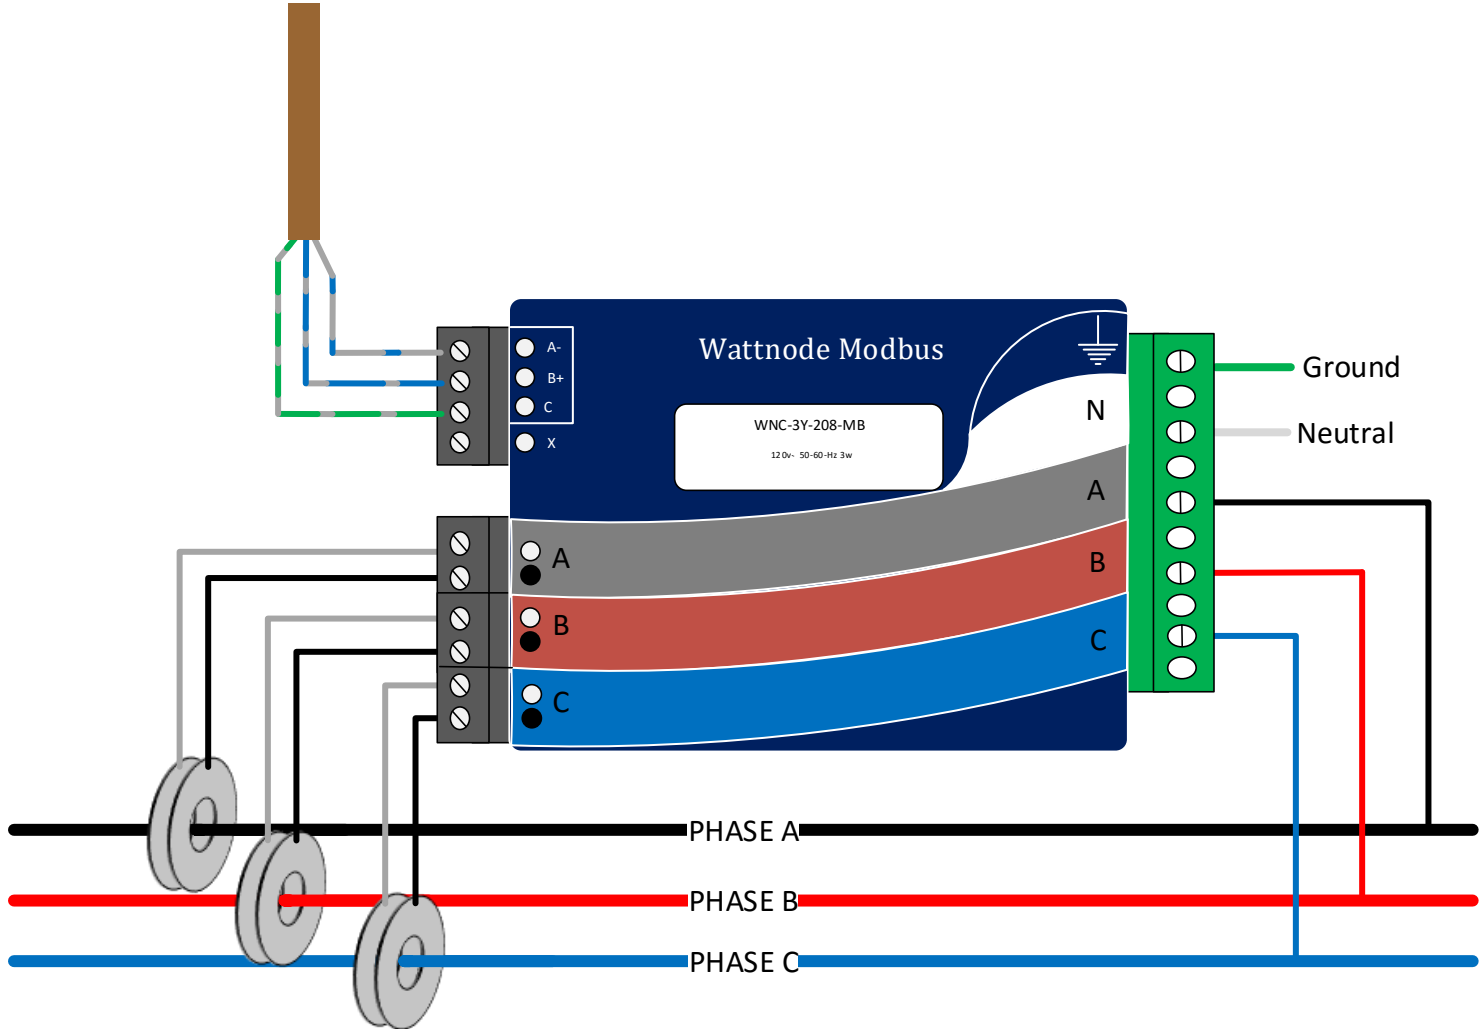 Wattnode Modbus
WNC-3Y-208-MB
120v~ 50-60-Hz 3w
A-
B+
C
X
Ground
N
Neutral
A
B
C
A
B
C
PHASE A
PHASE B
PHASE C